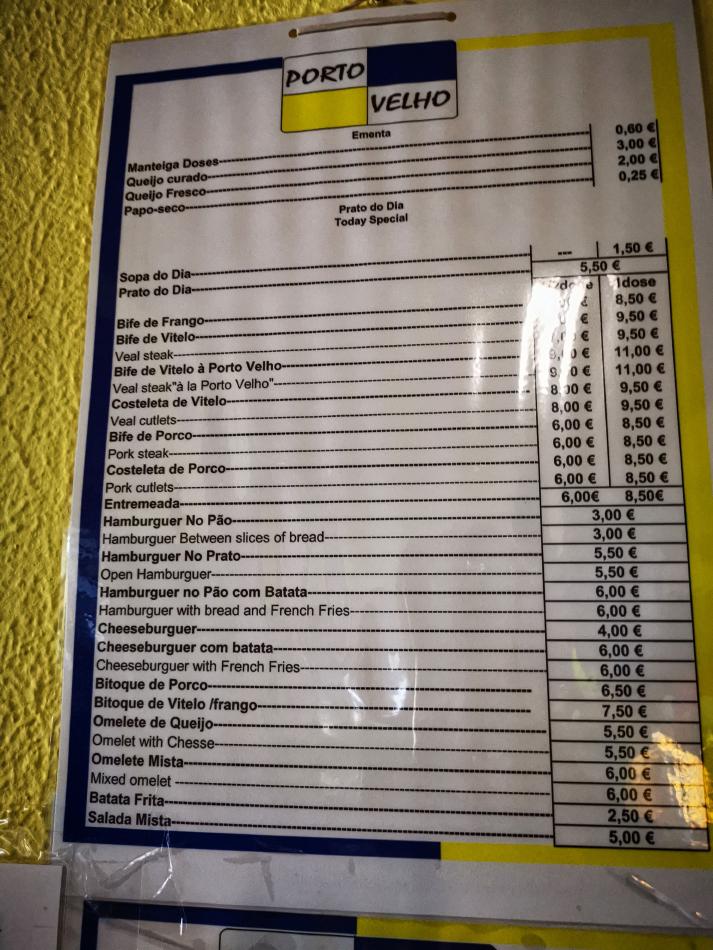 PORTO
VELHO
Ementa
Manteiga Doses 0,60 €
Queijo curado 3,00 €
Queijo Fresco 2,00 €
Papo-seco 0,25 €
Prato do Dia
Today Special
Sopa do Dia --- 1,50 €
Prato do Dia 5,50 €
1dose
Bife de Frango € 8,50 €
Bife de Vitelo € 9,50 €
Veal steak € 9,50 €
Bife de Vitelo à Porto Velho 9,00 € 11,00 €
Veal steak"à la Porto Velho" 9,00 € 11,00 €
Costeleta de Vitelo 8,00 € 9,50 €
Veal cutlets 8,00 € 9,50 €
Bife de Porco 6,00 € 8,50 €
Pork steak 6,00 € 8,50 €
Costeleta de Porco 6,00 € 8,50 €
Pork cutlets 6,00 € 8,50 €
Entremeada 6,00€ 8,50€
Hamburguer No Pão 3,00 €
Hamburguer Between slices of bread 3,00 €
Hamburguer No Prato 5,50 €
Open Hamburguer 5,50 €
Hamburguer no Pão com Batata 6,00 €
Hamburguer with bread and French Fries 6,00 €
Cheeseburguer 4,00 €
Cheeseburguer com batata 6,00 €
Cheeseburguer with French Fries 6,00 €
Bitoque de Porco 6,50 €
Bitoque de Vitelo /frango 7,50 €
Omelete de Queijo 5,50 €
Omelet with Chesse 5,50 €
Omelete Mista 6,00 €
Mixed omelet 6,00 €
Batata Frita 2,50 €
Salada Mista 5,00 €